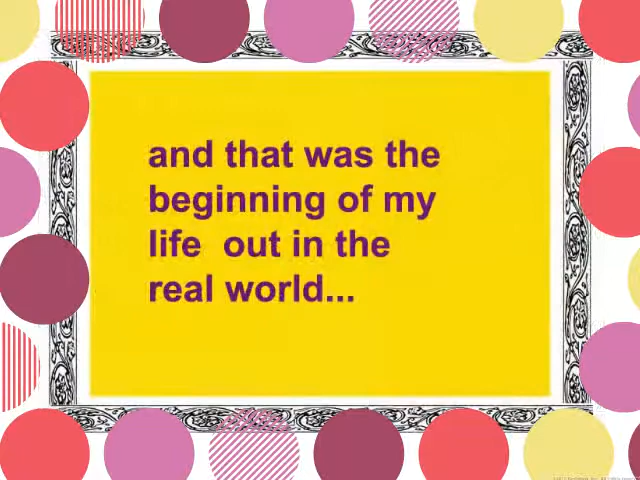 and that was the
beginning of my
life  out in the
real world...